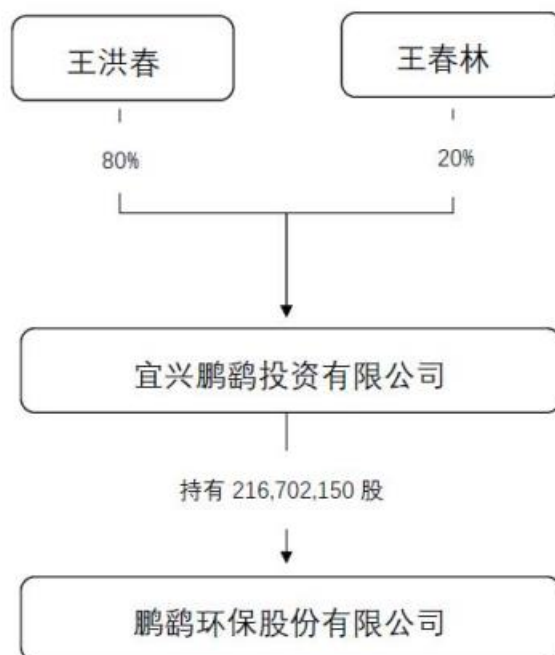 王洪春
王春林
80%
20%
宜兴鹏鹞投资有限公司
持有 216,702,150 股
鹏鹞环保股份有限公司